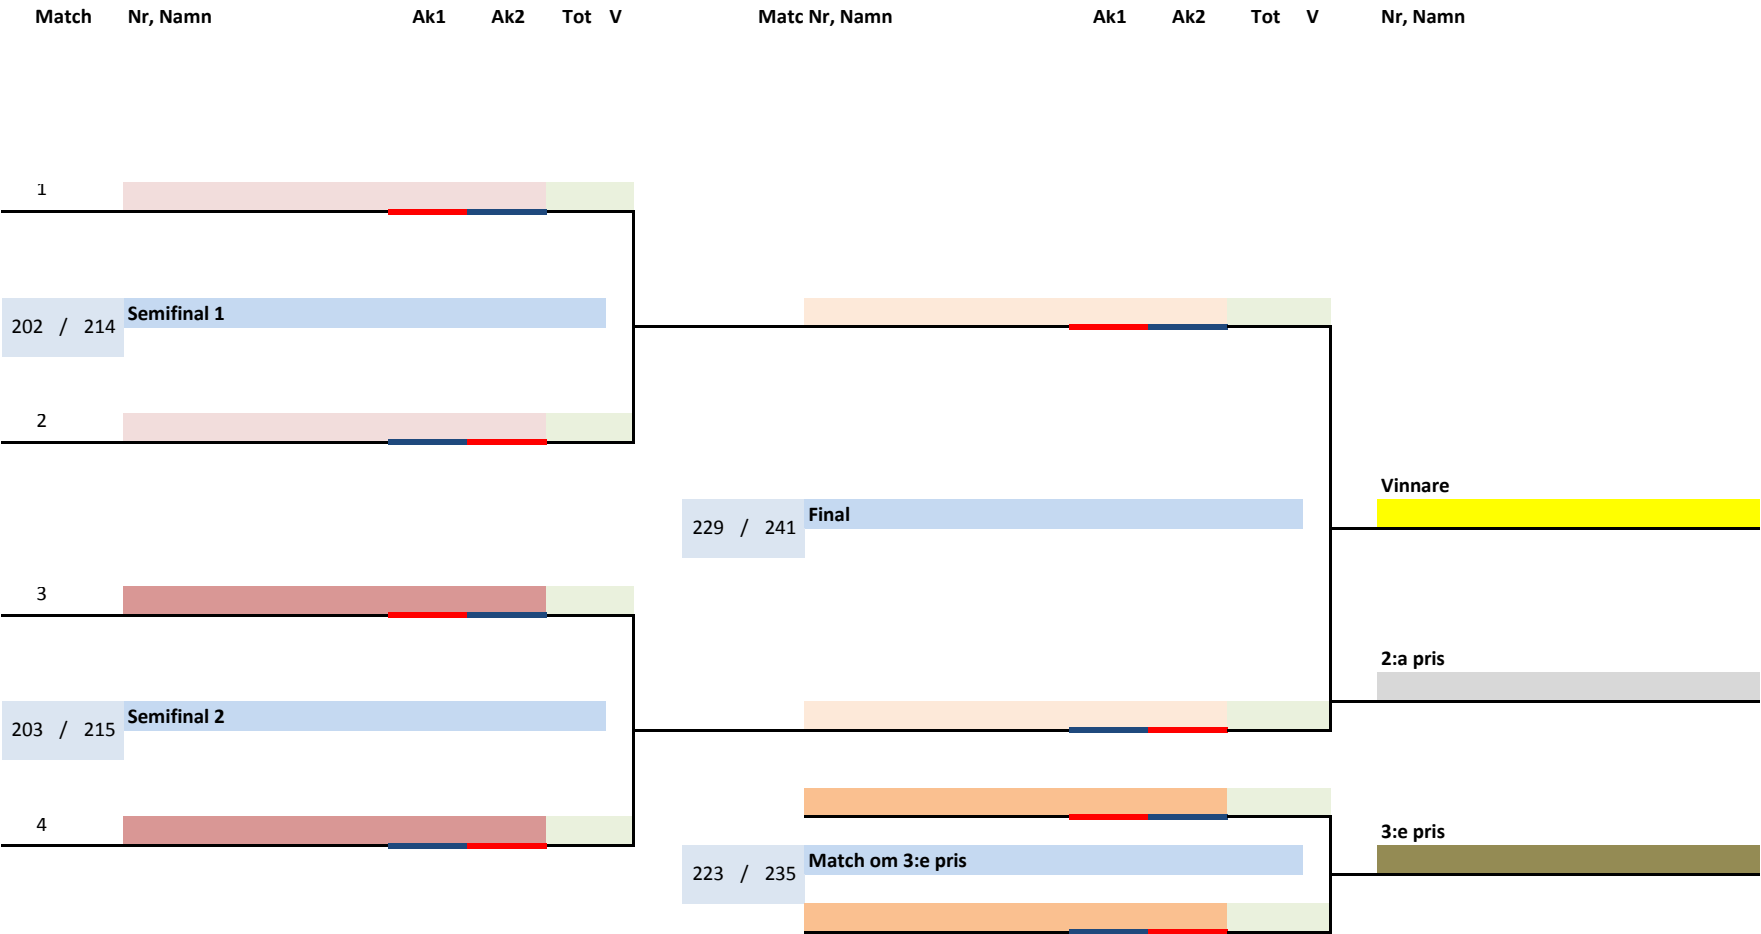 Match Nr, Namn Ak1 Ak2 Tot V Matc Nr, Namn Ak1 Ak2 Tot V Nr, Namn
1
Semifinal 1
202 / 214
2
Vinnare
Final
229 / 241
3
2:a pris
Semifinal 2
203 / 215
4
3:e pris
Match om 3:e pris
223 / 235